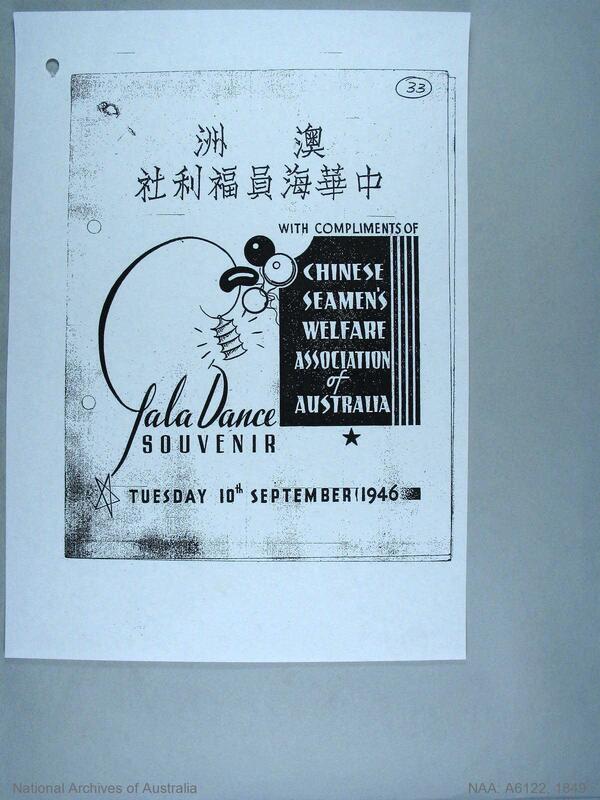 33
澳洲
中華海員福利社
WITH COMPLIMENTS OF
CHINESE
SEAMEN'S
WELFARE
ASSOCIATION
of
AUSTRALIA
Gala Dance
SOUVENIR
TUESDAY 10th SEPTEMBER 1946
National Archives of Australia
NAA: A6122, 1849